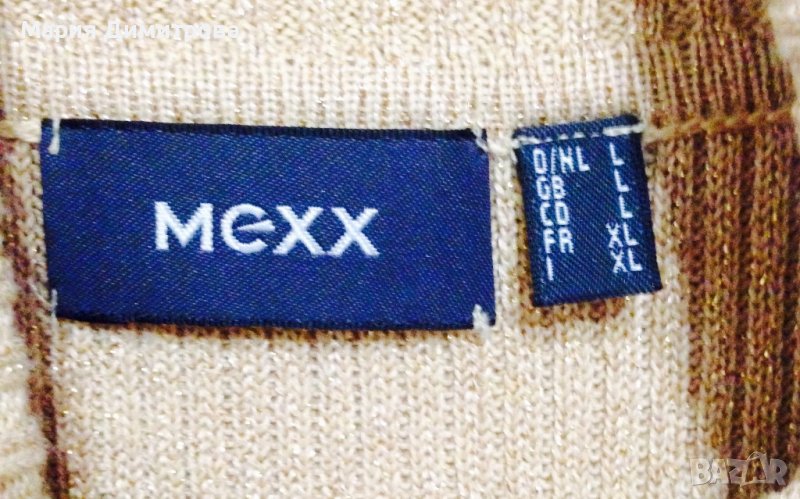 Мария Димитрова
MeXX
D/NL L
GB L
CD L
FR XL
I XL
BAZAR